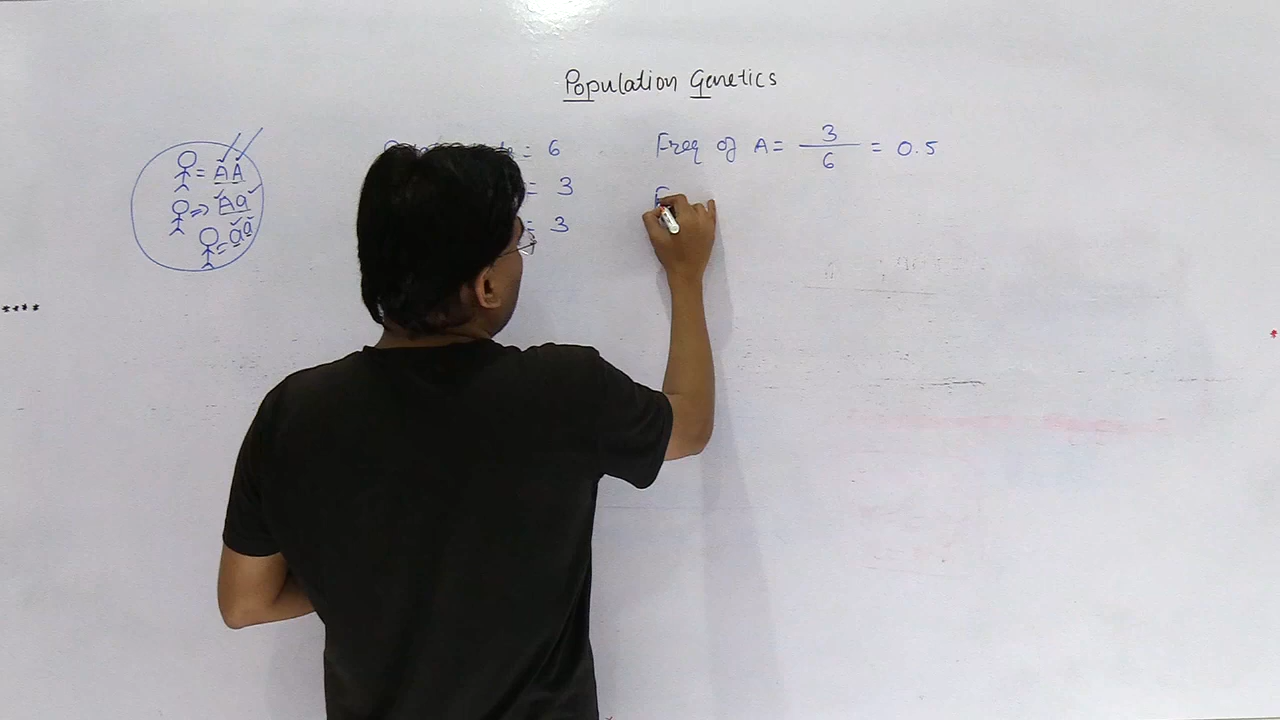 Population Genetics
= AA
⇒ Aa
= aa
= 6
= 3
= 3
Freq of A = 3/6 = 0.5
F